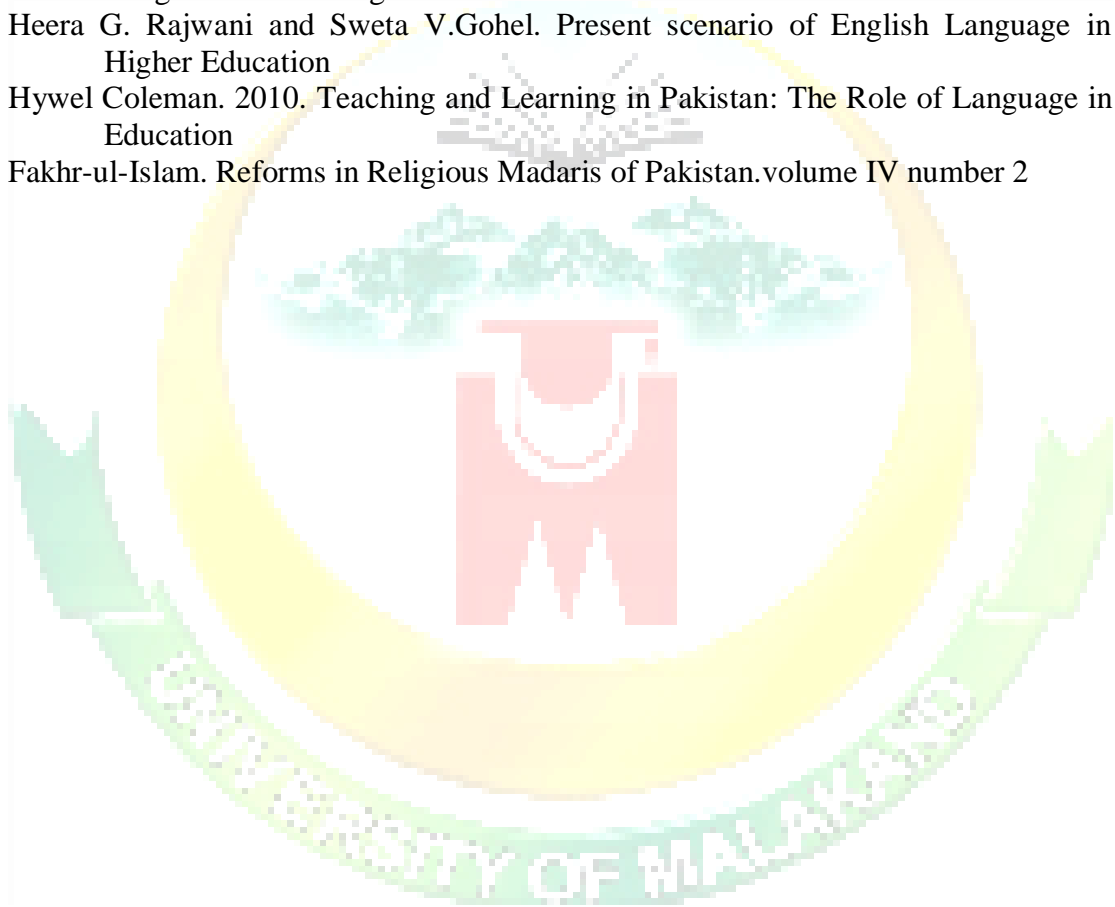 Heera G. Rajwani and Sweta V.Gohel. Present scenario of English Language in
Higher Education
Hywel Coleman. 2010. Teaching and Learning in Pakistan: The Role of Language in
Education
Fakhr-ul-Islam. Reforms in Religious Madaris of Pakistan.volume IV number 2
UNIVERSITY OF MALAKAND